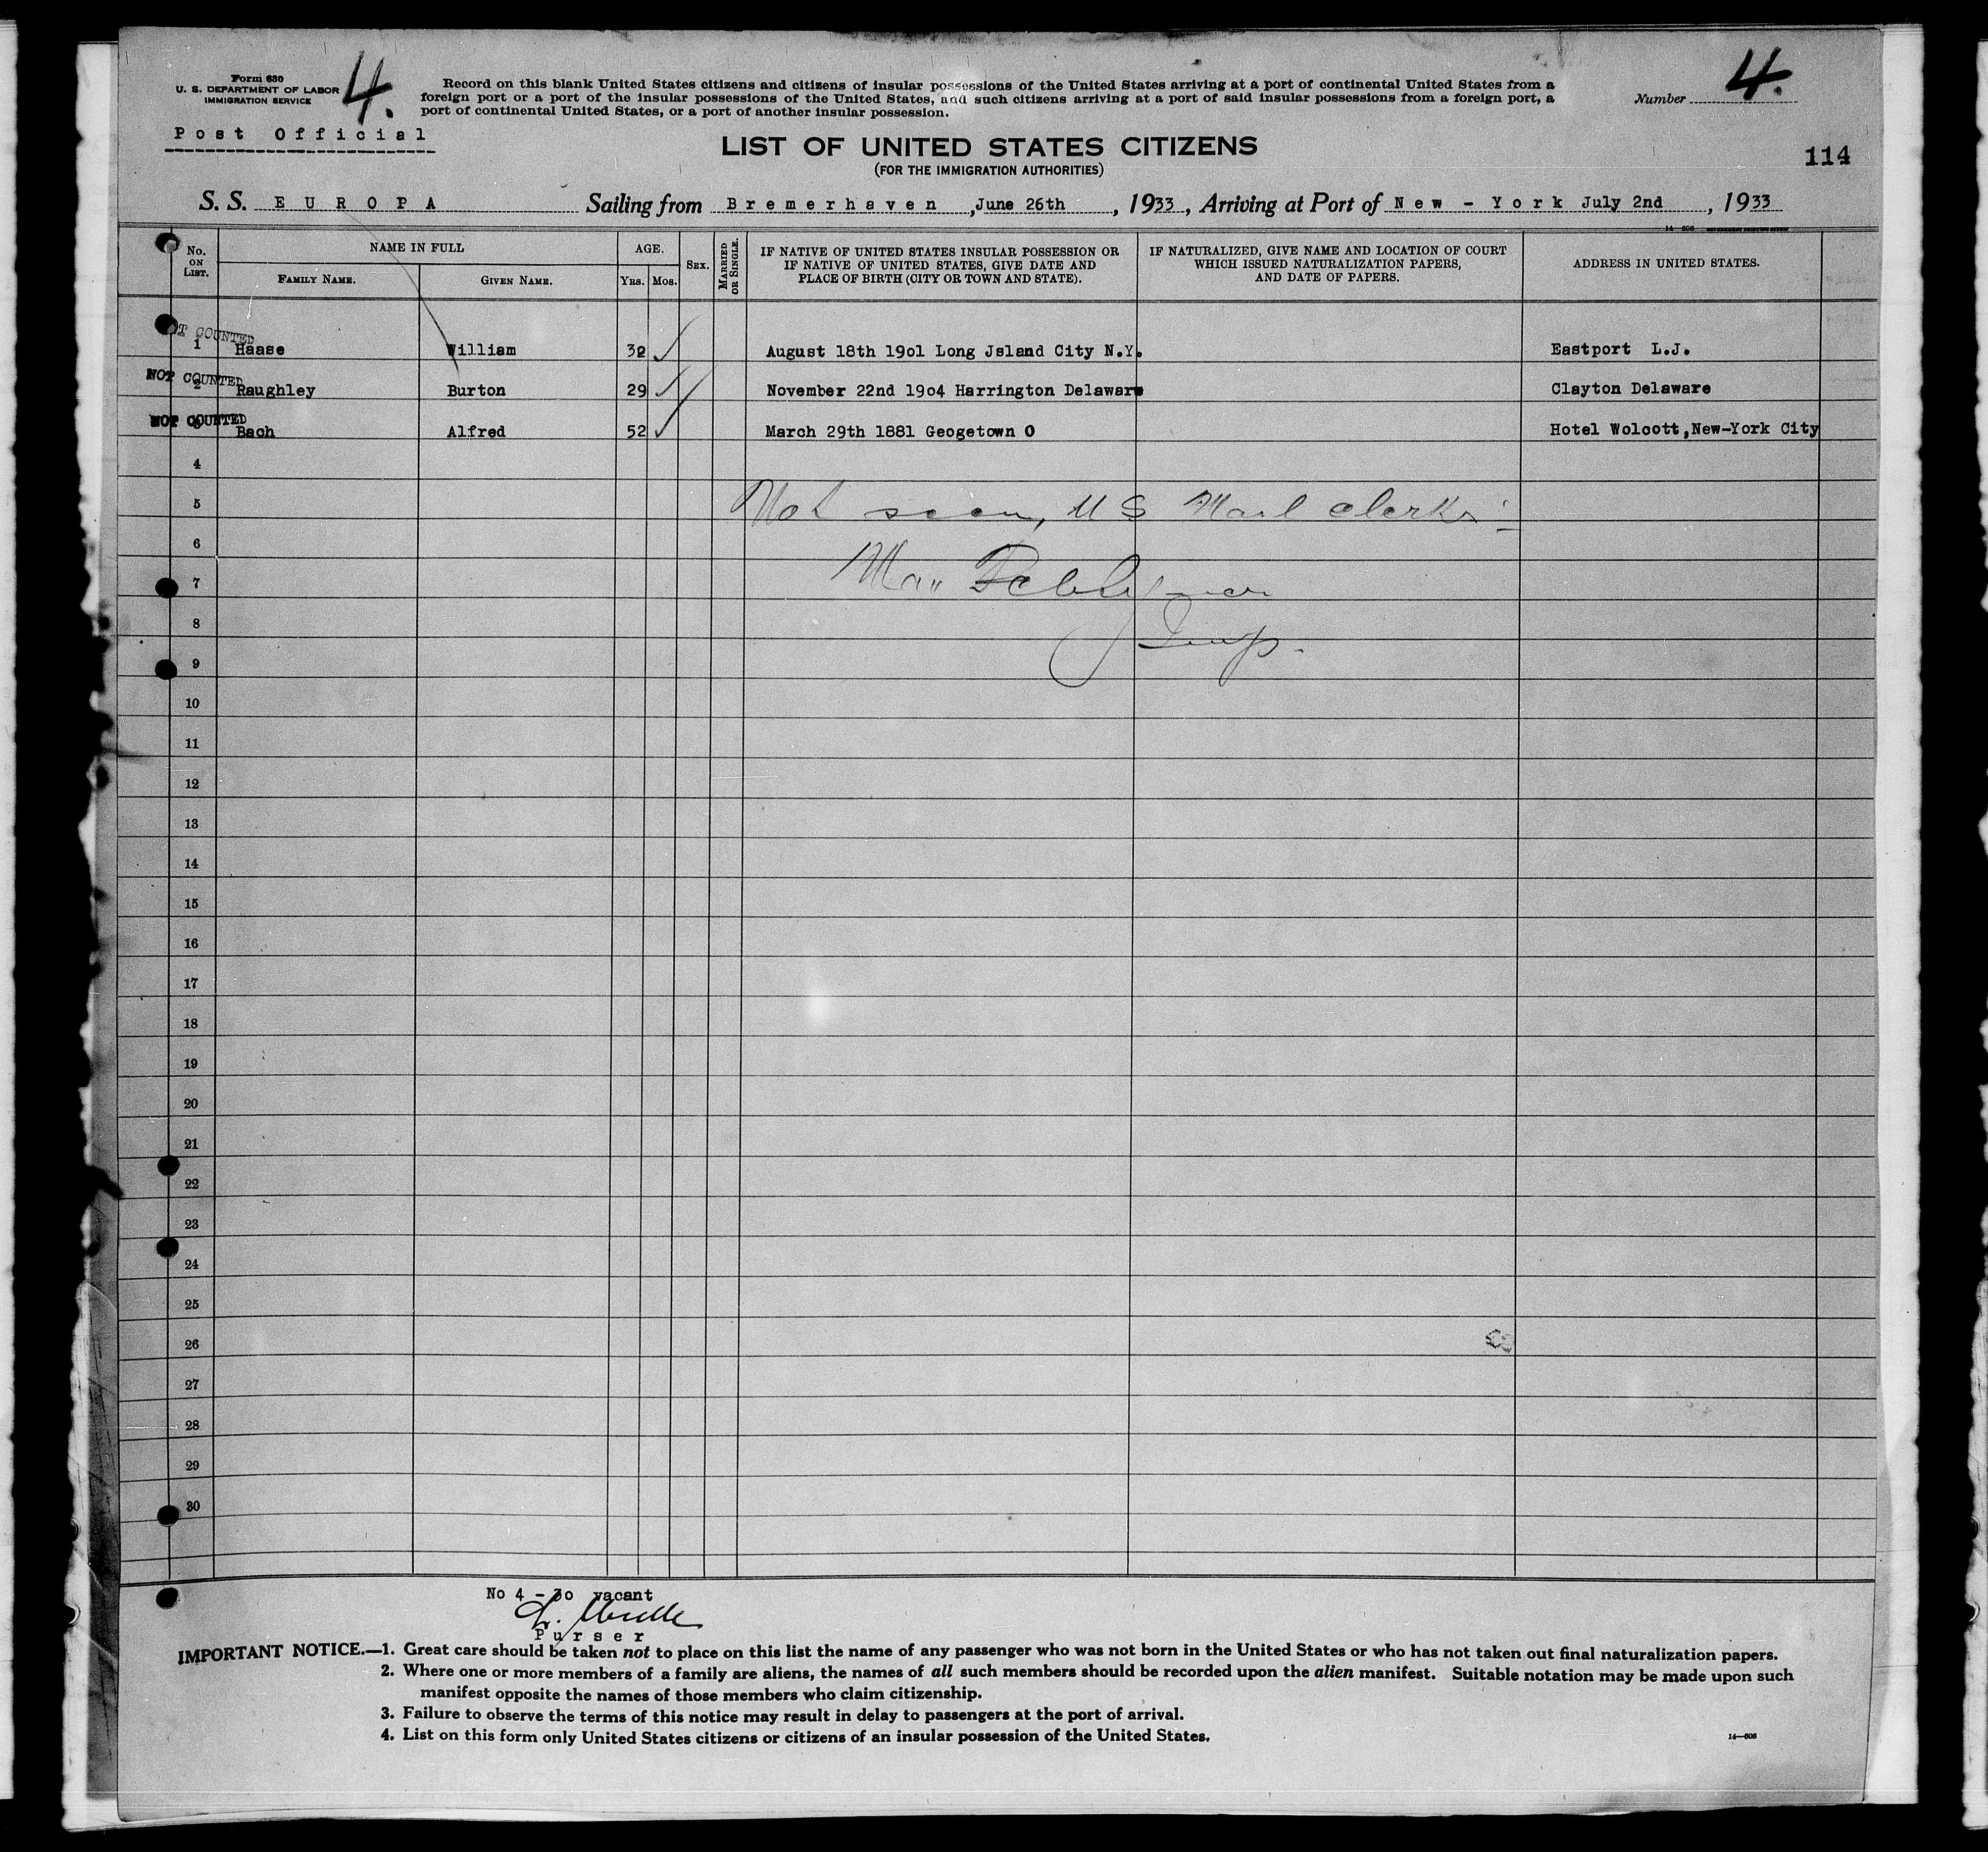 Form 630
U. S. DEPARTMENT OF LABOR
IMMIGRATION SERVICE
4.
Post Official
Record on this blank United States citizens and citizens of insular possessions of the United States arriving at a port of continental United States from a
foreign port or a port of the insular possessions of the United States, and such citizens arriving at a port of said insular possessions from a foreign port, a
port of continental United States, or a port of another insular possession.
Number 4.
LIST OF UNITED STATES CITIZENS
(FOR THE IMMIGRATION AUTHORITIES)
114
S. S. EUROPA Sailing from Bremerhaven, June 26th, 1933, Arriving at Port of New - York July 2nd, 1933
No. ON LIST. NAME IN FULL FAMILY NAME. GIVEN NAME. AGE. YRS. MOS. SEX. MARRIED OR SINGLE. IF NATIVE OF UNITED STATES INSULAR POSSESSION OR IF NATIVE OF UNITED STATES, GIVE DATE AND PLACE OF BIRTH (CITY OR TOWN AND STATE). IF NATURALIZED, GIVE NAME AND LOCATION OF COURT WHICH ISSUED NATURALIZATION PAPERS, AND DATE OF PAPERS. ADDRESS IN UNITED STATES.
COUNTED
1 Haase William 32 August 18th 19ol Long Jsland City N.Y. Eastport L.J.
NOT COUNTED
2 Raughley Burton 29 November 22nd 19o4 Harrington Delaware Clayton Delaware
NOT COUNTED
3 Bach Alfred 52 March 29th 1881 Geogetown O Hotel Wolcott,New-York City
4
5 Not seen, U S Mail clerks
6
7
8 Insp.
9
10
11
12
13
14
15
16
17
18
19
20
21
22
23
24
25
26
27
28
29
30
No 4 - 3o vacant
Purser
IMPORTANT NOTICE.—1. Great care should be taken not to place on this list the name of any passenger who was not born in the United States or who has not taken out final naturalization papers.
2. Where one or more members of a family are aliens, the names of all such members should be recorded upon the alien manifest. Suitable notation may be made upon such
manifest opposite the names of those members who claim citizenship.
3. Failure to observe the terms of this notice may result in delay to passengers at the port of arrival.
4. List on this form only United States citizens or citizens of an insular possession of the United States.
14—608